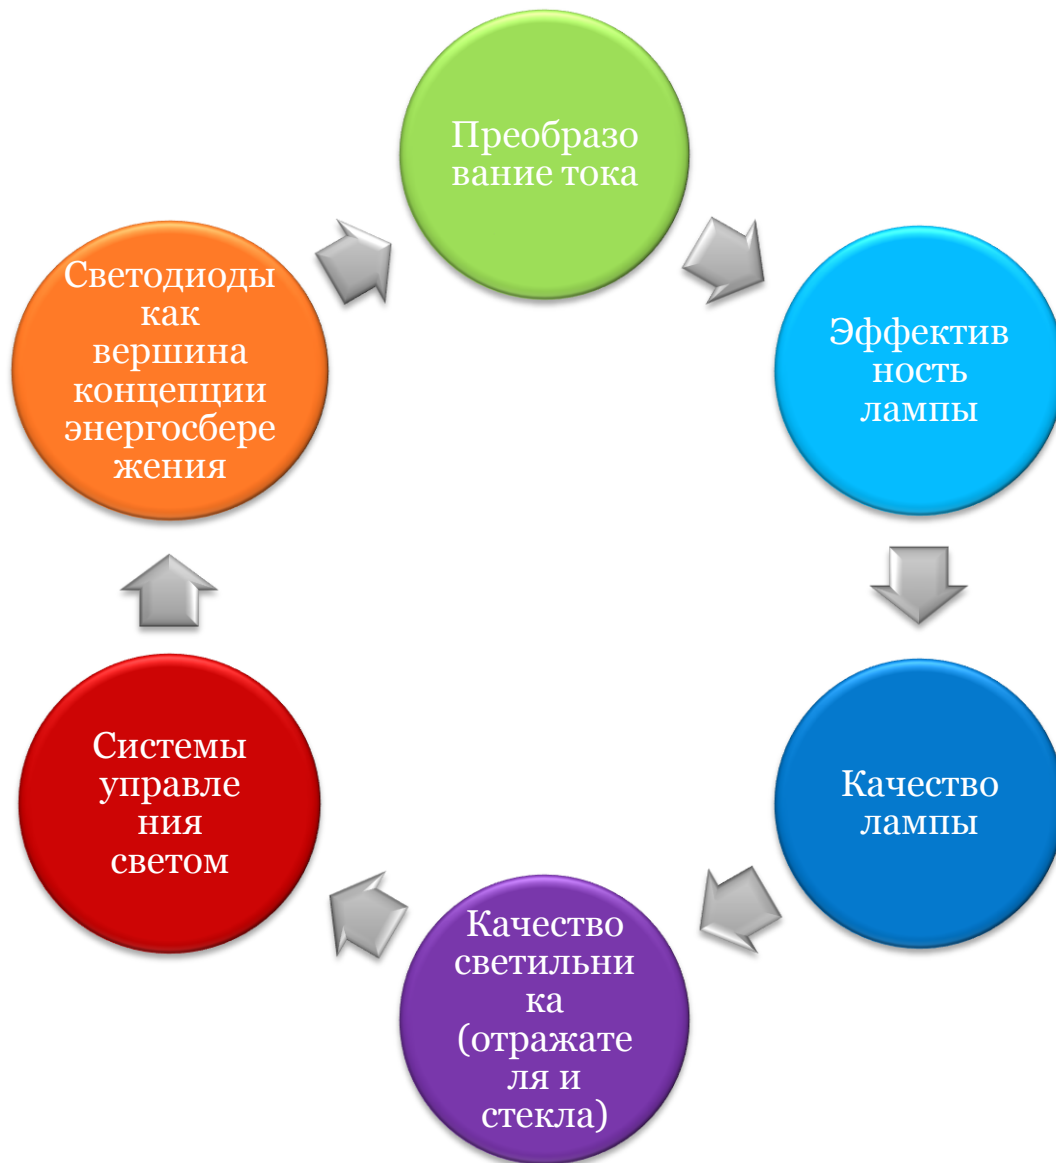 Преобразо
вание тока
Эффектив
ность
лампы
Качество
лампы
Качество
светильни
ка
(отражате
ля и
стекла)
Системы
управле
ния
светом
Светодиоды
как
вершина
концепции
энергосбере
жения